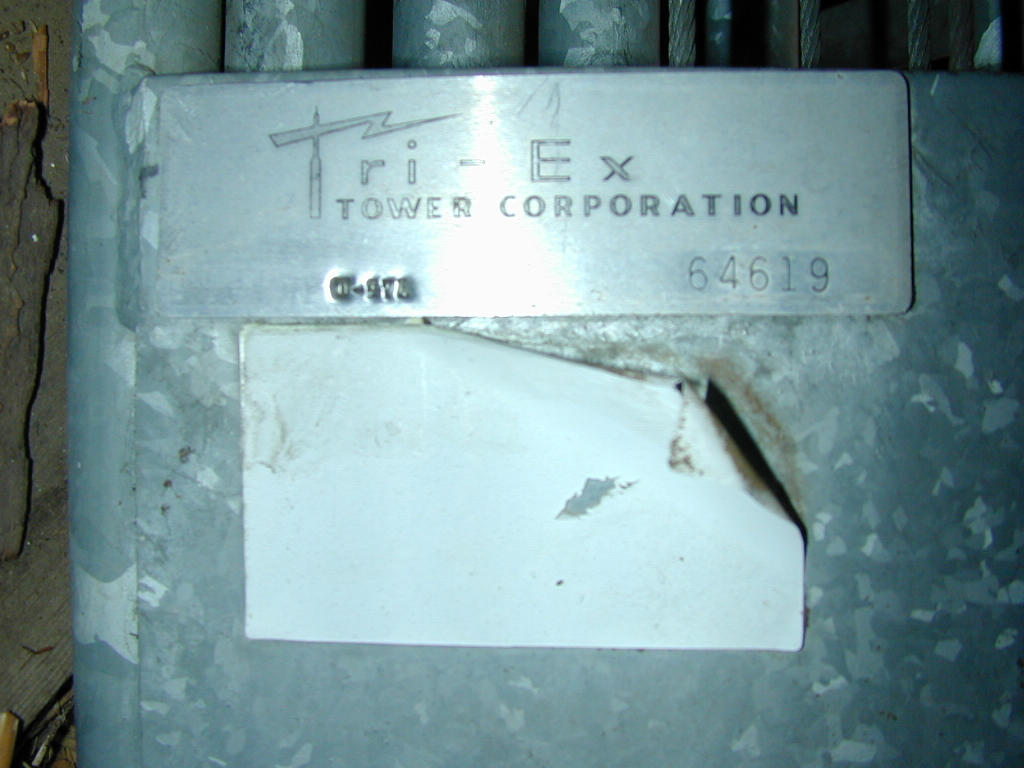 Tri-Ex
TOWER CORPORATION
64619